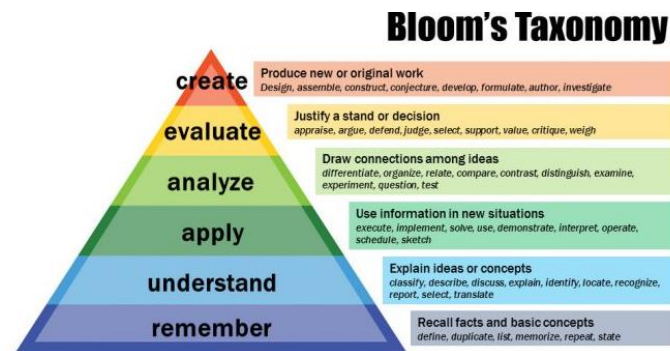 Bloom's Taxonomy
create
Produce new or original work
Design, assemble, construct, conjecture, develop, formulate, author, investigate
evaluate
Justify a stand or decision
appraise, argue, defend, judge, select, support, value, critique, weigh
analyze
Draw connections among ideas
differentiate, organize, relate, compare, contrast, distinguish, examine,
experiment, question, test
apply
Use information in new situations
execute, implement, solve, use, demonstrate, interpret, operate,
schedule, sketch
understand
Explain ideas or concepts
classify, describe, discuss, explain, identify, locate, recognize,
report, select, translate
remember
Recall facts and basic concepts
define, duplicate, list, memorize, repeat, state